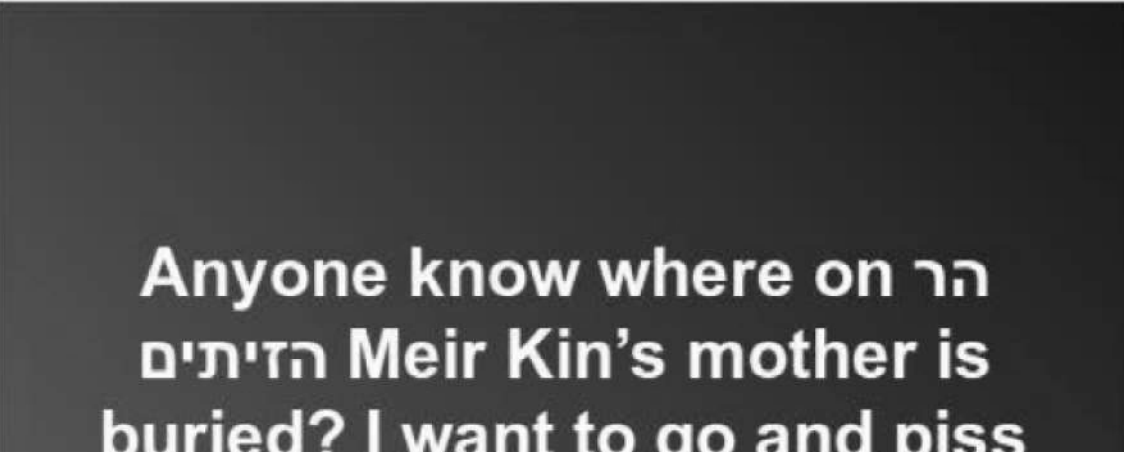 Anyone know where on הר
הזיתים Meir Kin’s mother is
buried? I want to go and piss